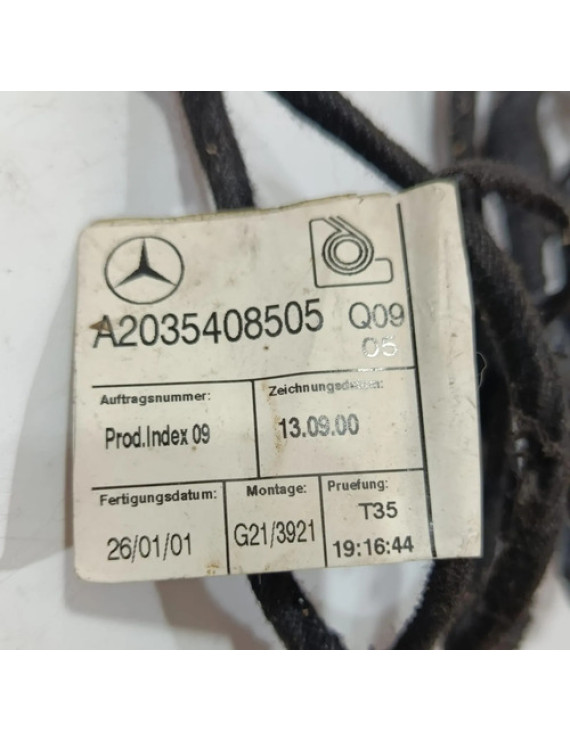 A2035408505 Q09
05
Auftragsnummer: Zeichnungsdatum:
Prod.Index 09 13.09.00
Fertigungsdatum: Montage: Pruefung:
26/01/01 G21/3921 T35
19:16:44